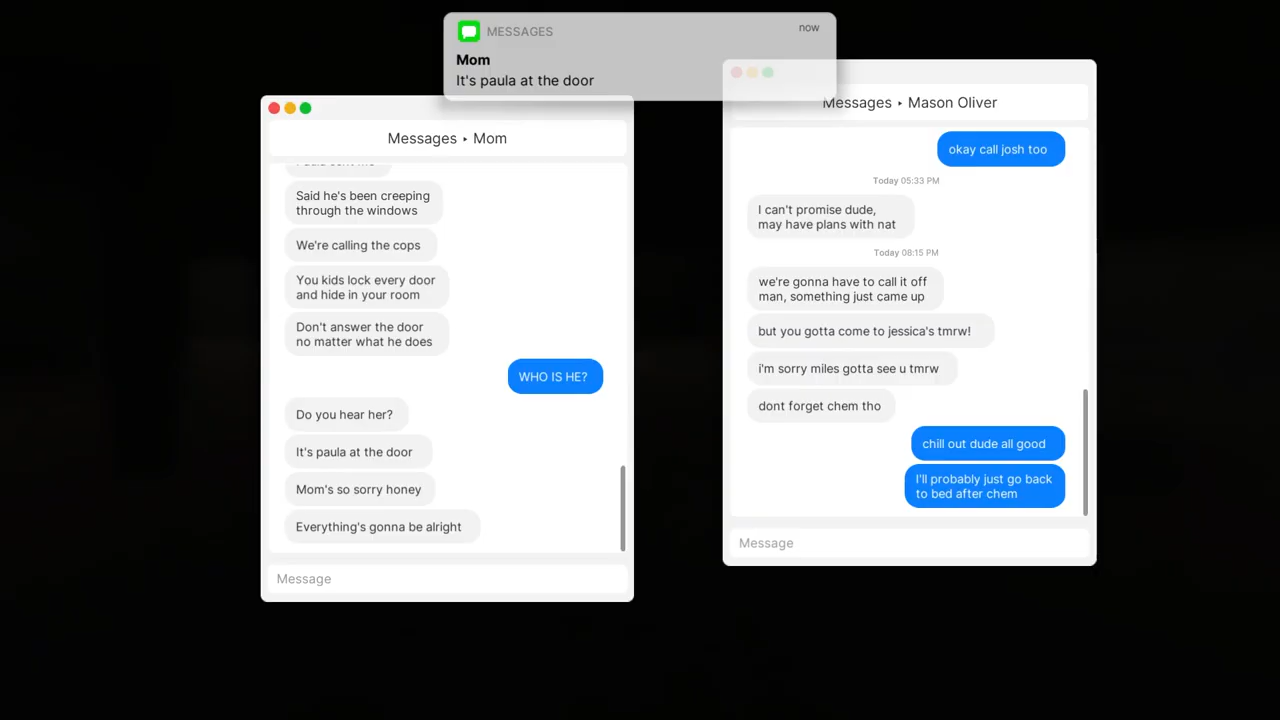 MESSAGES
now
Mom
It's paula at the door
Messages ‣ Mom
Said he's been creeping
through the windows
We're calling the cops
You kids lock every door
and hide in your room
Don't answer the door
no matter what he does
WHO IS HE?
Do you hear her?
It's paula at the door
Mom's so sorry honey
Everything's gonna be alright
Message
Messages ‣ Mason Oliver
okay call josh too
Today 05:33 PM
I can't promise dude,
may have plans with nat
Today 08:15 PM
we're gonna have to call it off
man, something just came up
but you gotta come to jessica's tmrw!
i'm sorry miles gotta see u tmrw
dont forget chem tho
chill out dude all good
I'll probably just go back
to bed after chem
Message